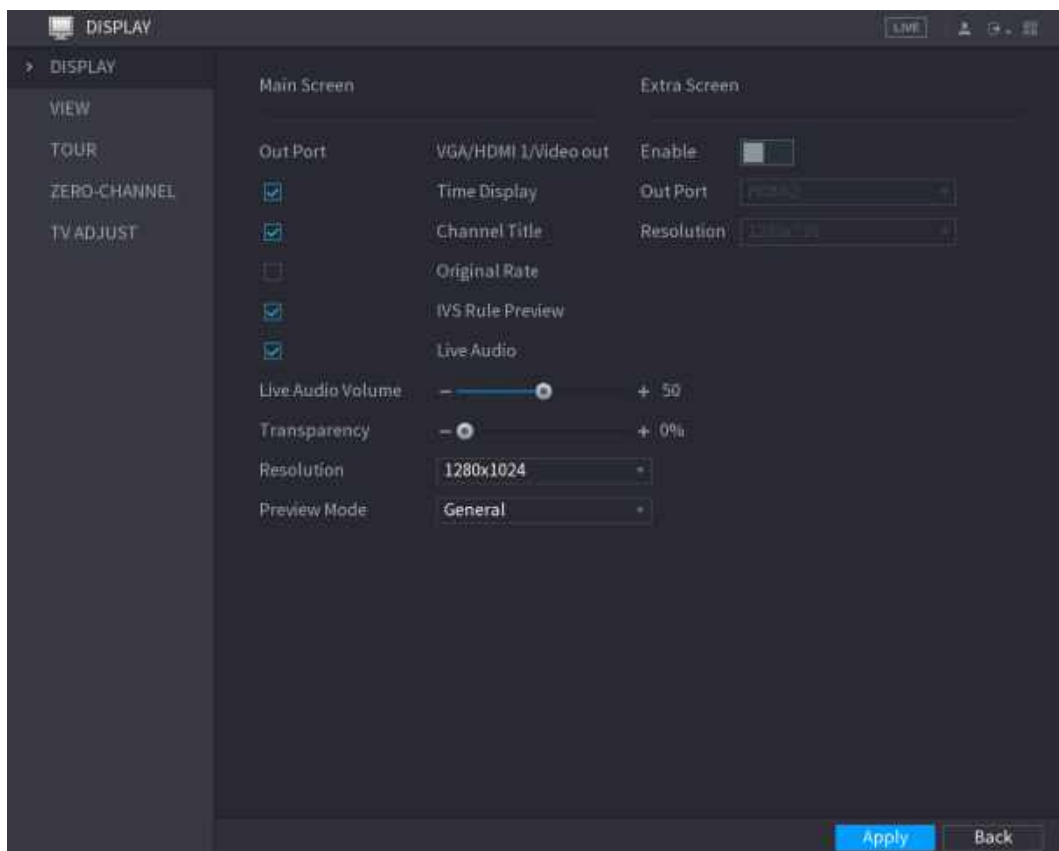 DISPLAY
LIVE
DISPLAY
VIEW
TOUR
ZERO-CHANNEL
TV ADJUST
Main Screen
Extra Screen
Out Port VGA/HDMI 1/Video out
Enable
Time Display
Out Port
Channel Title
Resolution
Original Rate
IVS Rule Preview
Live Audio
Live Audio Volume - + 50
Transparency - + 0%
Resolution 1280x1024
Preview Mode General
Apply
Back